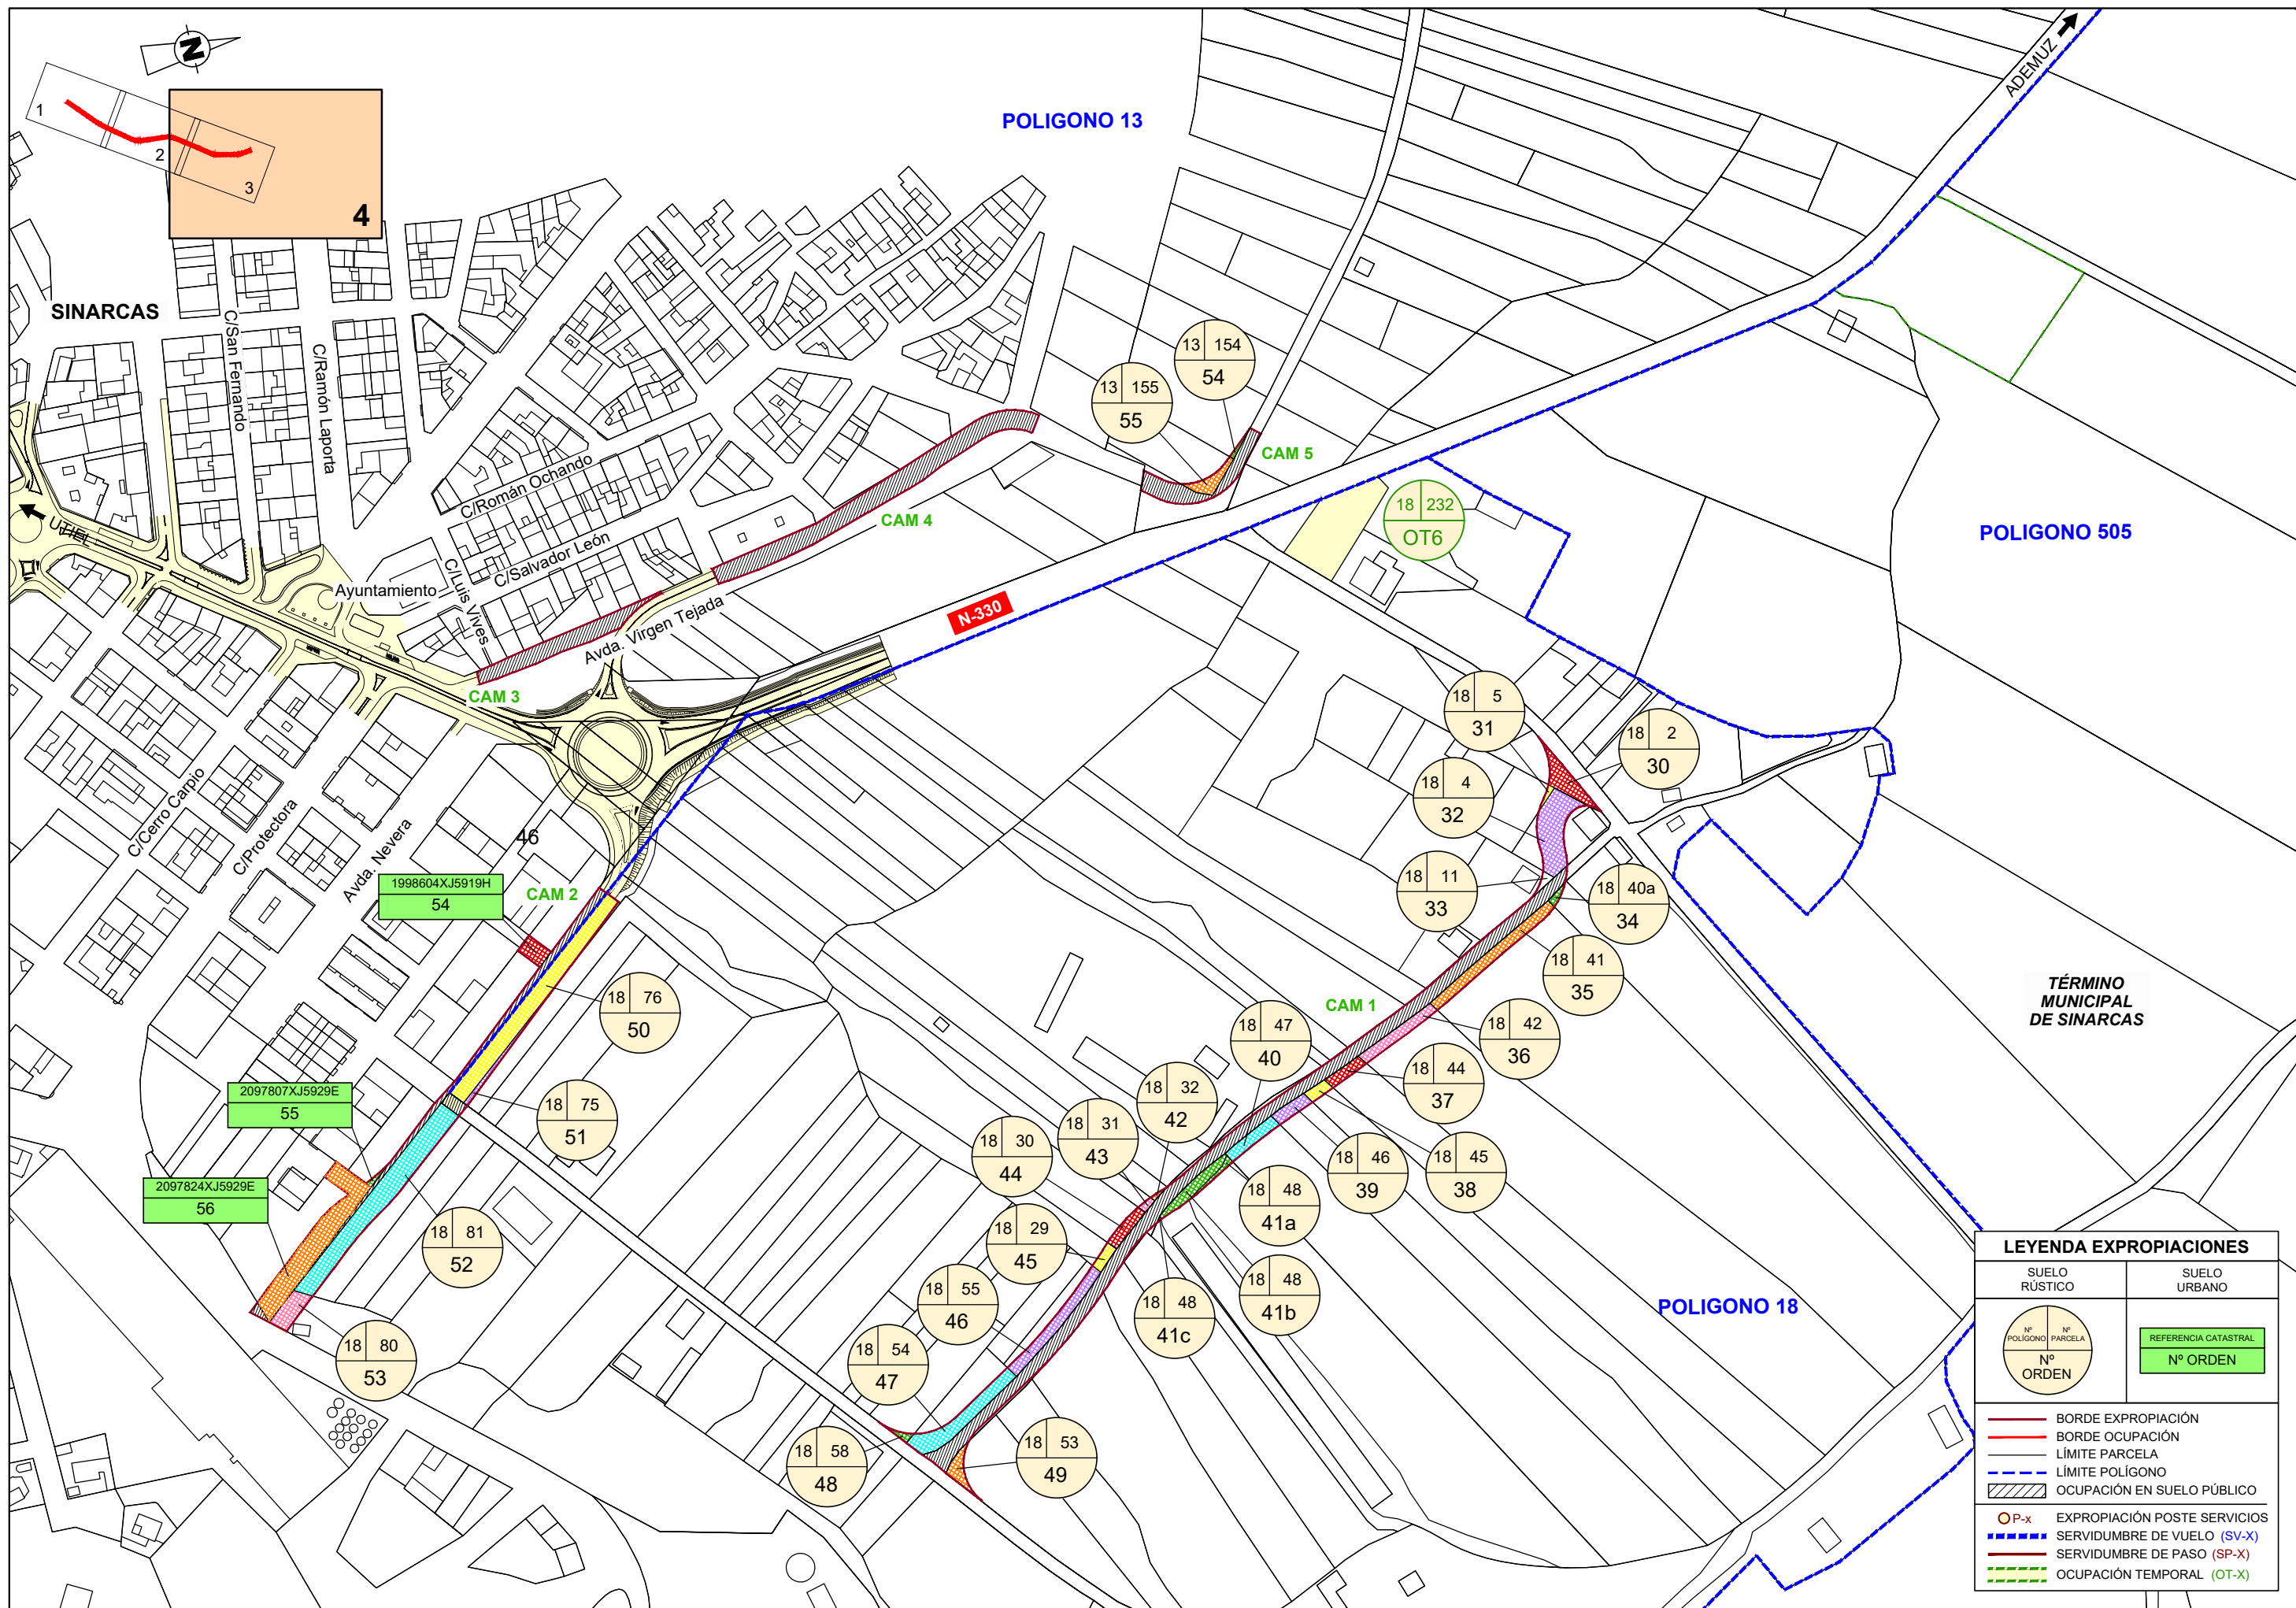 N
1
2
3
4
POLIGONO 13
ADEMUZ
SINARCAS
C/San Fernando
C/Ramón Laporta
13 154
54
13 155
55
CAM 5
C/Román Ochando
CAM 4
18 232
OT6
POLIGONO 505
UTIEL
C/Salvador León
Ayuntamiento
C/Luis Vives
N-330
Avda. Virgen Tejada
CAM 3
18 5
31
18 2
30
18 4
32
C/Cerro Carpio
C/Protectora
Avda. Nevera
46
1998604XJ5919H
54
CAM 2
18 11
33
18 40a
34
18 41
35
18 76
50
CAM 1
TÉRMINO
MUNICIPAL
DE SINARCAS
18 47
40
18 42
36
18 44
37
2097807XJ5929E
55
18 75
51
18 32
42
18 31
43
18 30
44
18 46
39
18 45
38
2097824XJ5929E
56
18 81
52
18 48
41a
18 29
45
18 48
41b
18 55
46
18 48
41c
POLIGONO 18
18 80
53
18 54
47
18 58
48
18 53
49
LEYENDA EXPROPIACIONES
SUELO
RÚSTICO
SUELO
URBANO
Nº
POLÍGONO
Nº
PARCELA
Nº
ORDEN
REFERENCIA CATASTRAL
Nº ORDEN
BORDE EXPROPIACIÓN
BORDE OCUPACIÓN
LÍMITE PARCELA
LÍMITE POLÍGONO
OCUPACIÓN EN SUELO PÚBLICO
P-x EXPROPIACIÓN POSTE SERVICIOS
SERVIDUMBRE DE VUELO (SV-X)
SERVIDUMBRE DE PASO (SP-X)
OCUPACIÓN TEMPORAL (OT-X)